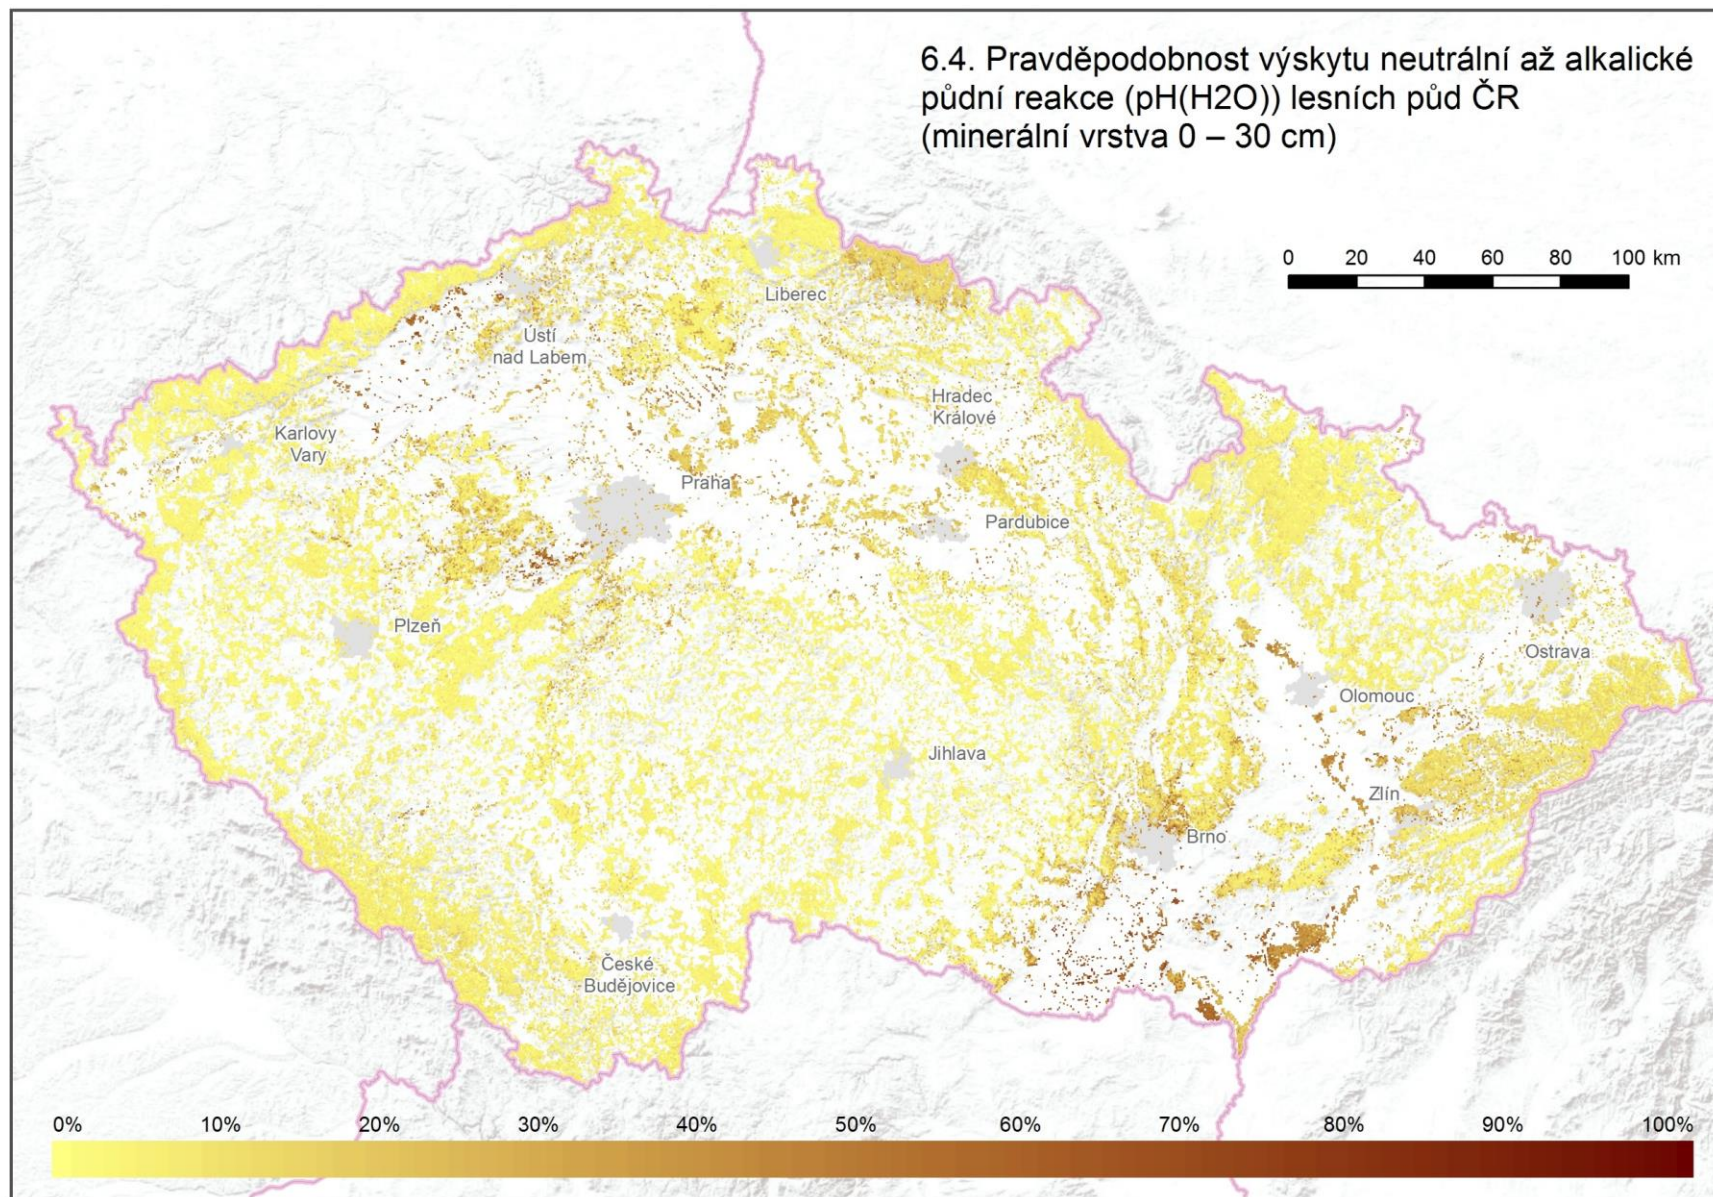 6.4. Pravděpodobnost výskytu neutrální až alkalické
půdní reakce (pH(H2O)) lesních půd ČR
(minerální vrstva 0 – 30 cm)
0 20 40 60 80 100 km
Liberec
Ústí
nad Labem
Hradec
Králové
Karlovy
Vary
Praha
Pardubice
Plzeň
Ostrava
Olomouc
Jihlava
Zlín
Brno
České
Budějovice
0% 10% 20% 30% 40% 50% 60% 70% 80% 90% 100%